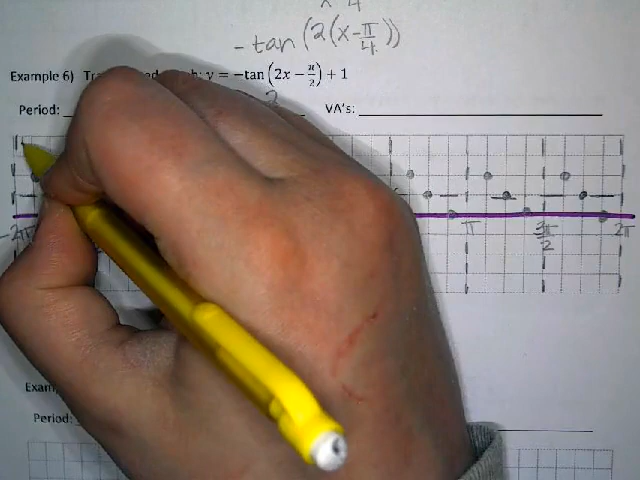 - tan (2(x - π/4))
Example 6) y = −tan (2x − π/2) + 1
Period: VA's:
-2π π 3π/2 2π
Exam
Period: